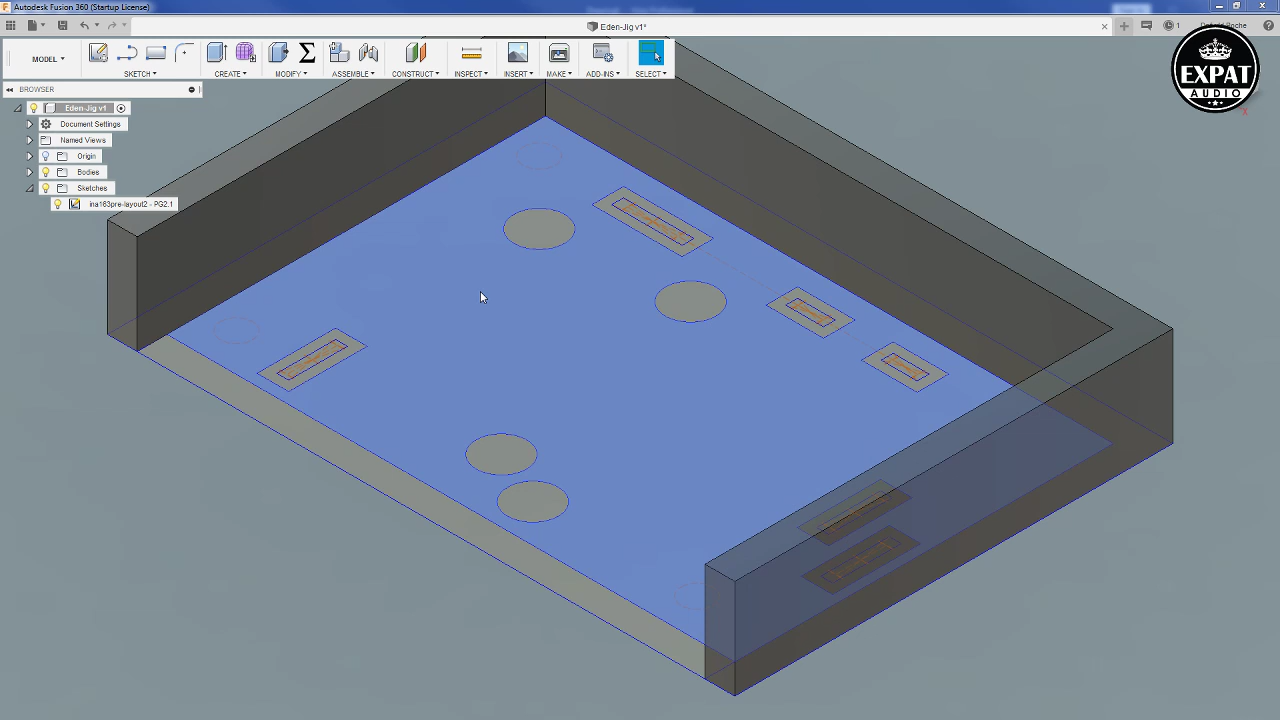 Autodesk Fusion 360 (Startup License)
Eden-Jig v1*
1
MODEL
SKETCH
CREATE
MODIFY
ASSEMBLE
CONSTRUCT
INSPECT
INSERT
MAKE
ADD-INS
SELECT
EXPAT
AUDIO
BROWSER
Eden-Jig v1
Document Settings
Named Views
Origin
Bodies
Sketches
ina163pre-layout2 - PG2.1